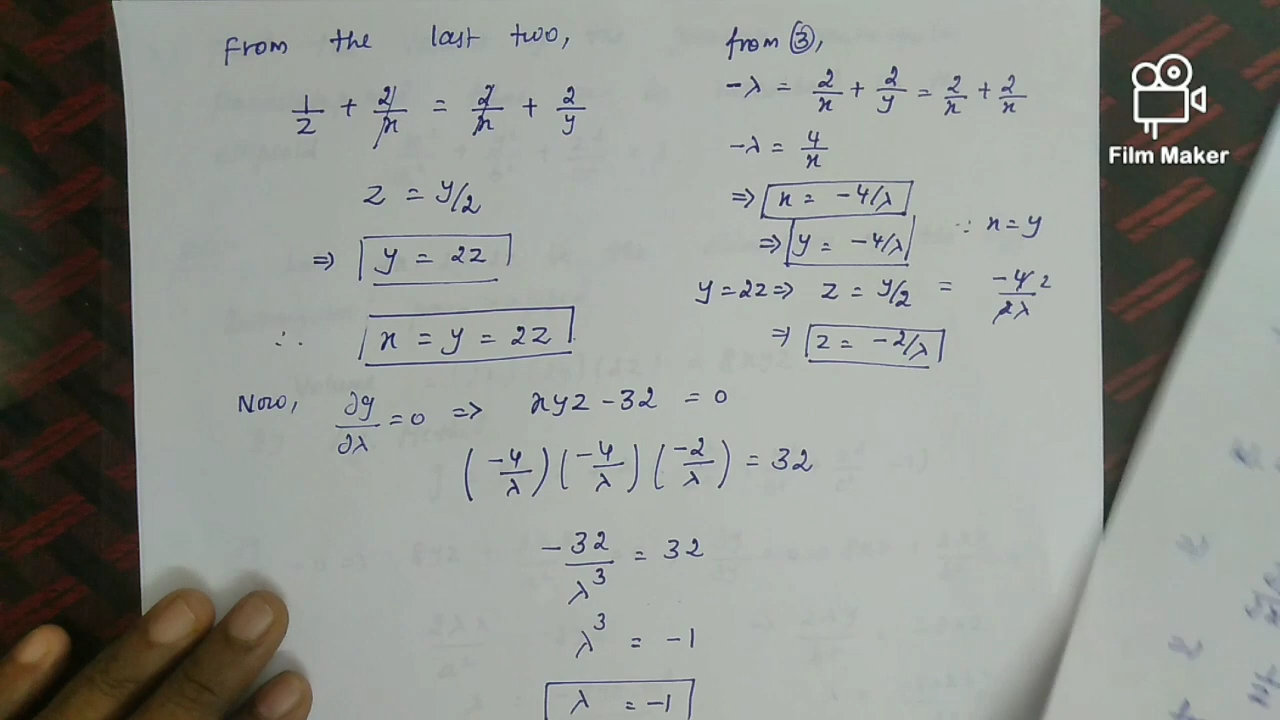 From the last two,
1/z + 2/x = 2/x + 2/y
z = y/2
⇒ y = 2z
∴ x = y = 2z
from ③,
-λ = 2/x + 2/y = 2/x + 2/x
-λ = 4/x
⇒ x = -4/λ
⇒ y = -4/λ ∵ x = y
y = 2z ⇒ z = y/2 = -4/2λ 2
⇒ z = -2/λ
Now, ∂g/∂λ = 0 ⇒ xyz - 32 = 0
(-4/λ) (-4/λ) (-2/λ) = 32
-32/λ³ = 32
λ³ = -1
λ = -1
Film Maker